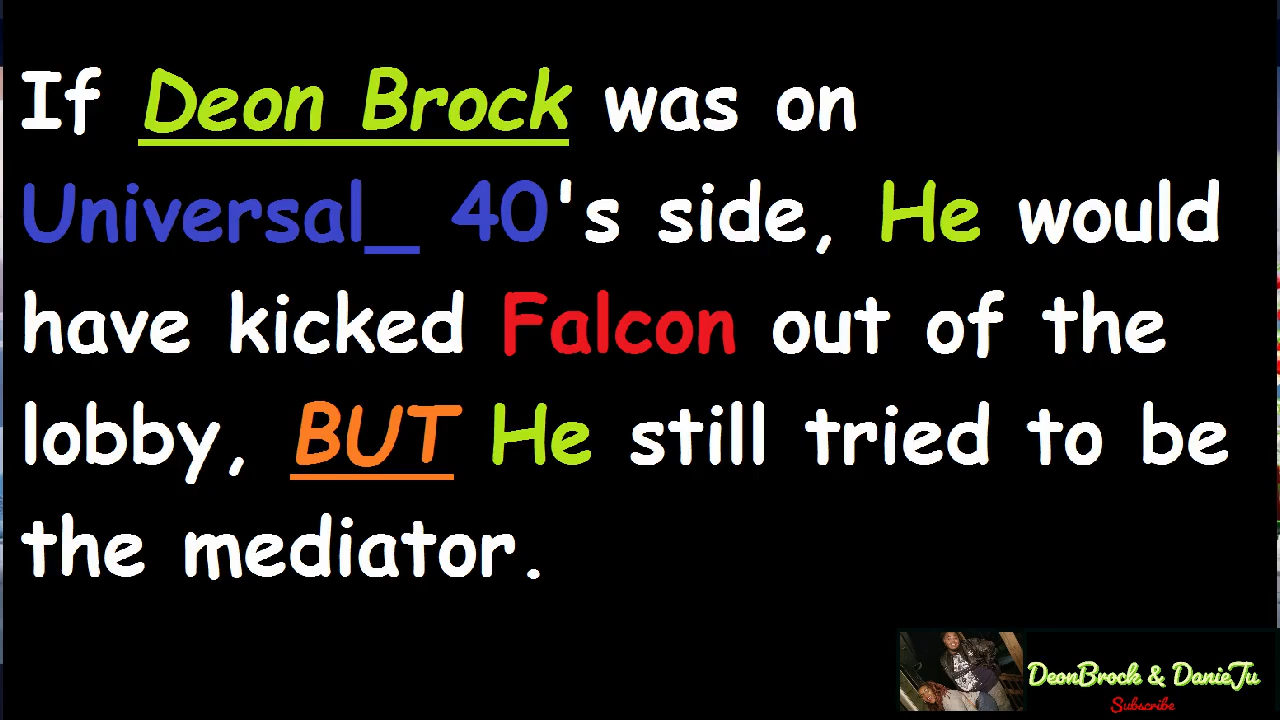 If Deon Brock was on
Universal_ 40's side, He would
have kicked Falcon out of the
lobby, BUT He still tried to be
the mediator.
DeonBrock & DanieTu
Subscribe